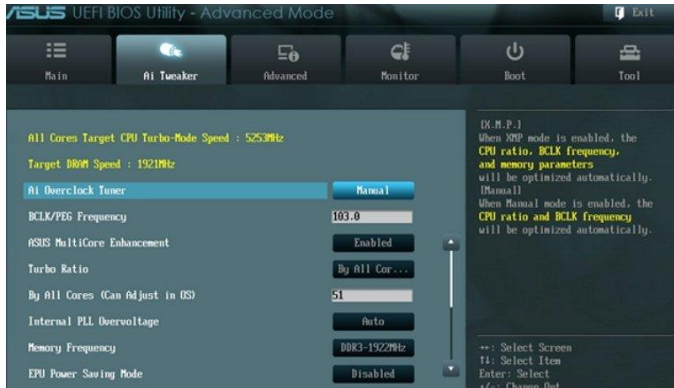 ASUS UEFI BIOS Utility - Advanced Mode
Exit
Main
Ai Tweaker
Advanced
Monitor
Boot
Tool
All Cores Target CPU Turbo-Mode Speed : 5253MHz
Target DRAM Speed : 1921MHz
Ai Overclock Tuner Manual
BCLK/PEG Frequency 103.0
ASUS MultiCore Enhancement Enabled
Turbo Ratio By All Cor...
By All Cores (Can Adjust in OS) 51
Internal PLL Overvoltage Auto
Memory Frequency DDR3-1922MHz
EPU Power Saving Mode Disabled
[X.M.P.]
When XMP mode is enabled, the
CPU ratio, BCLK frequency,
and memory parameters
will be optimized automatically.
[Manual]
When Manual mode is enabled, the
CPU ratio and BCLK frequency
will be optimized automatically.
→←: Select Screen
↑↓: Select Item
Enter: Select
+/-: Change Opt